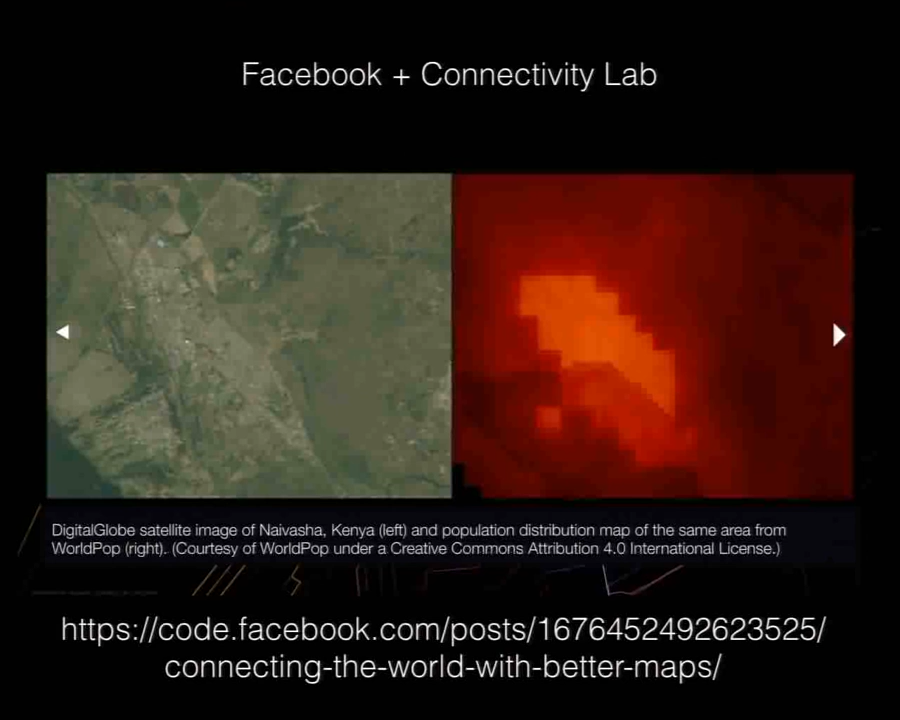 Facebook + Connectivity Lab
DigitalGlobe satellite image of Naivasha, Kenya (left) and population distribution map of the same area from
WorldPop (right). (Courtesy of WorldPop under a Creative Commons Attribution 4.0 International License.)
https://code.facebook.com/posts/1676452492623525/
connecting-the-world-with-better-maps/